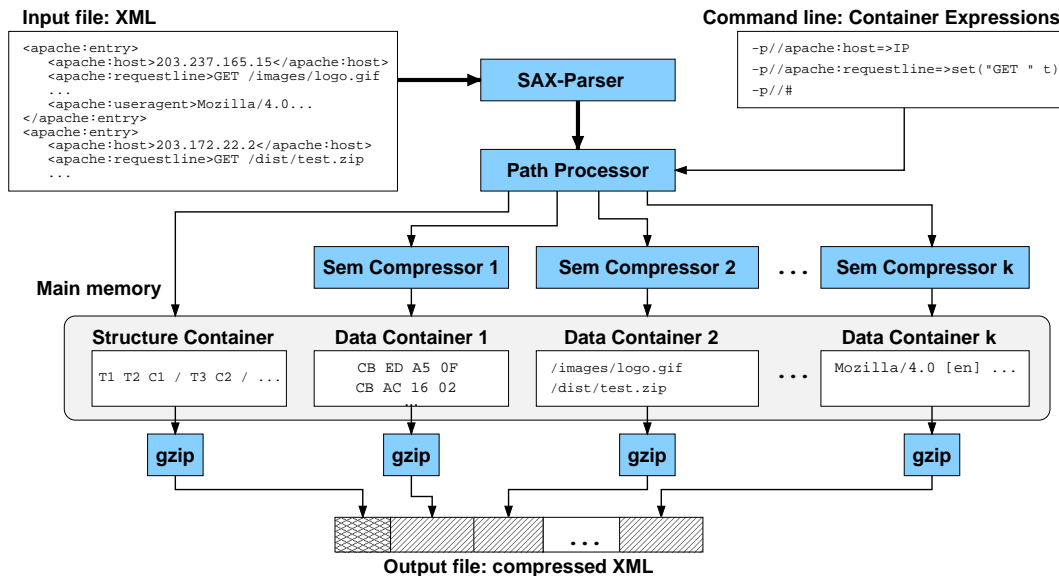 Input file: XML
<apache:entry>
<apache:host>203.237.165.15</apache:host>
<apache:requestline>GET /images/logo.gif
...
<apache:useragent>Mozilla/4.0...
</apache:entry>
<apache:entry>
<apache:host>203.172.22.2</apache:host>
<apache:requestline>GET /dist/test.zip
...
Command line: Container Expressions
-p//apache:host=>IP
-p//apache:requestline=>set("GET " t)
-p//#
SAX-Parser
Path Processor
Sem Compressor 1
Sem Compressor 2
...
Sem Compressor k
Main memory
Structure Container
T1 T2 C1 / T3 C2 / ...
Data Container 1
CB ED A5 0F
CB AC 16 02
...
Data Container 2
/images/logo.gif
/dist/test.zip
...
Data Container k
Mozilla/4.0 [en] ...
gzip
gzip
gzip
gzip
...
Output file: compressed XML